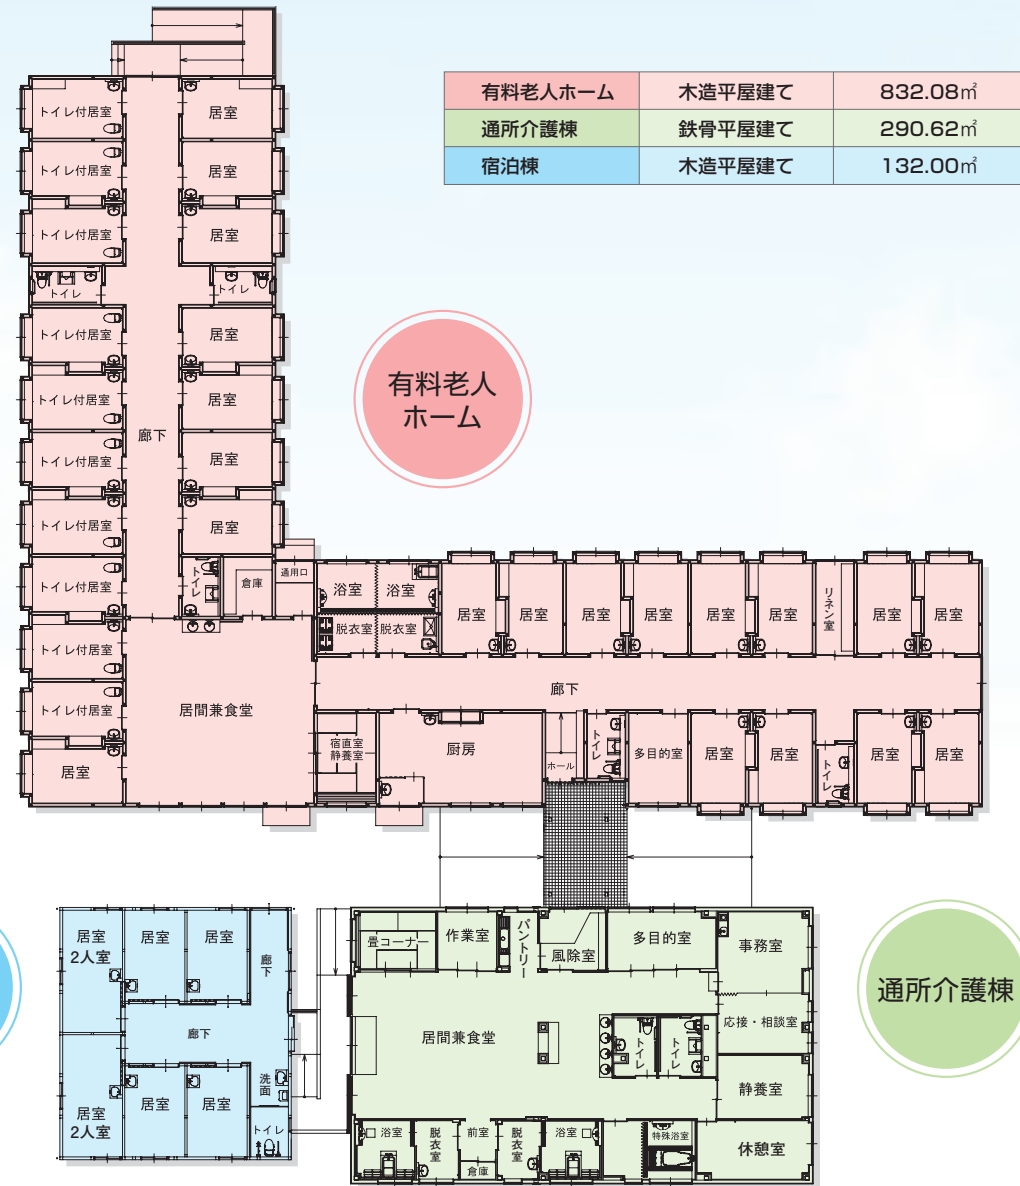 有料老人ホーム 木造平屋建て 832.08㎡
通所介護棟 鉄骨平屋建て 290.62㎡
宿泊棟 木造平屋建て 132.00㎡
トイレ付居室
居室
トイレ付居室
居室
トイレ付居室
居室
トイレ
トイレ
トイレ付居室
居室
トイレ付居室
居室
廊下
トイレ付居室
居室
トイレ付居室
居室
トイレ付居室
トイレ
倉庫
通用口
トイレ付居室
トイレ付居室
居室
居間兼食堂
有料老人
ホーム
浴室
浴室
脱衣室
脱衣室
居室
居室
居室
居室
居室
居室
リネン室
居室
居室
廊下
宿直室
静養室
厨房
ホール
トイレ
多目的室
居室
居室
トイレ
居室
居室
居室
2人室
居室
居室
廊下
廊下
居室
2人室
居室
居室
洗面
トイレ
畳コーナー
作業室
パントリー
風除室
多目的室
事務室
居間兼食堂
トイレ
トイレ
応接・相談室
静養室
浴室
脱衣室
前室
倉庫
脱衣室
浴室
特殊浴室
休憩室
通所介護棟